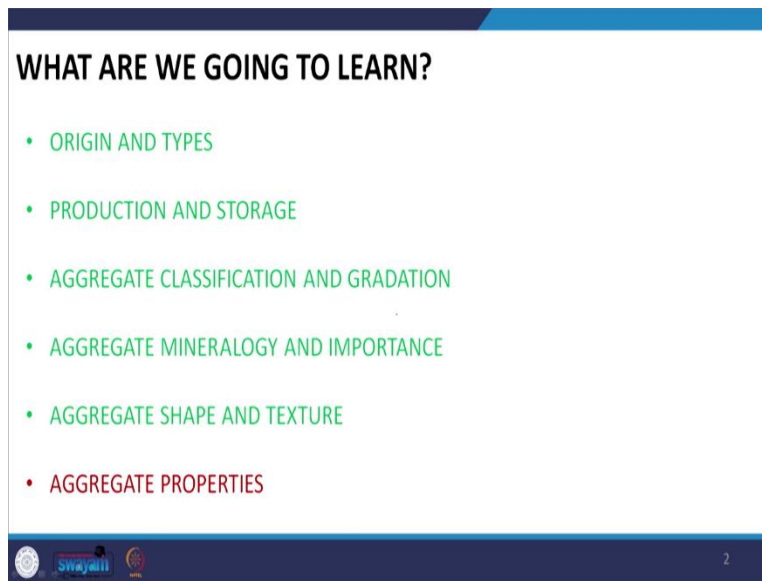 WHAT ARE WE GOING TO LEARN?
• ORIGIN AND TYPES
• PRODUCTION AND STORAGE
• AGGREGATE CLASSIFICATION AND GRADATION
• AGGREGATE MINERALOGY AND IMPORTANCE
• AGGREGATE SHAPE AND TEXTURE
• AGGREGATE PROPERTIES
swayam
2